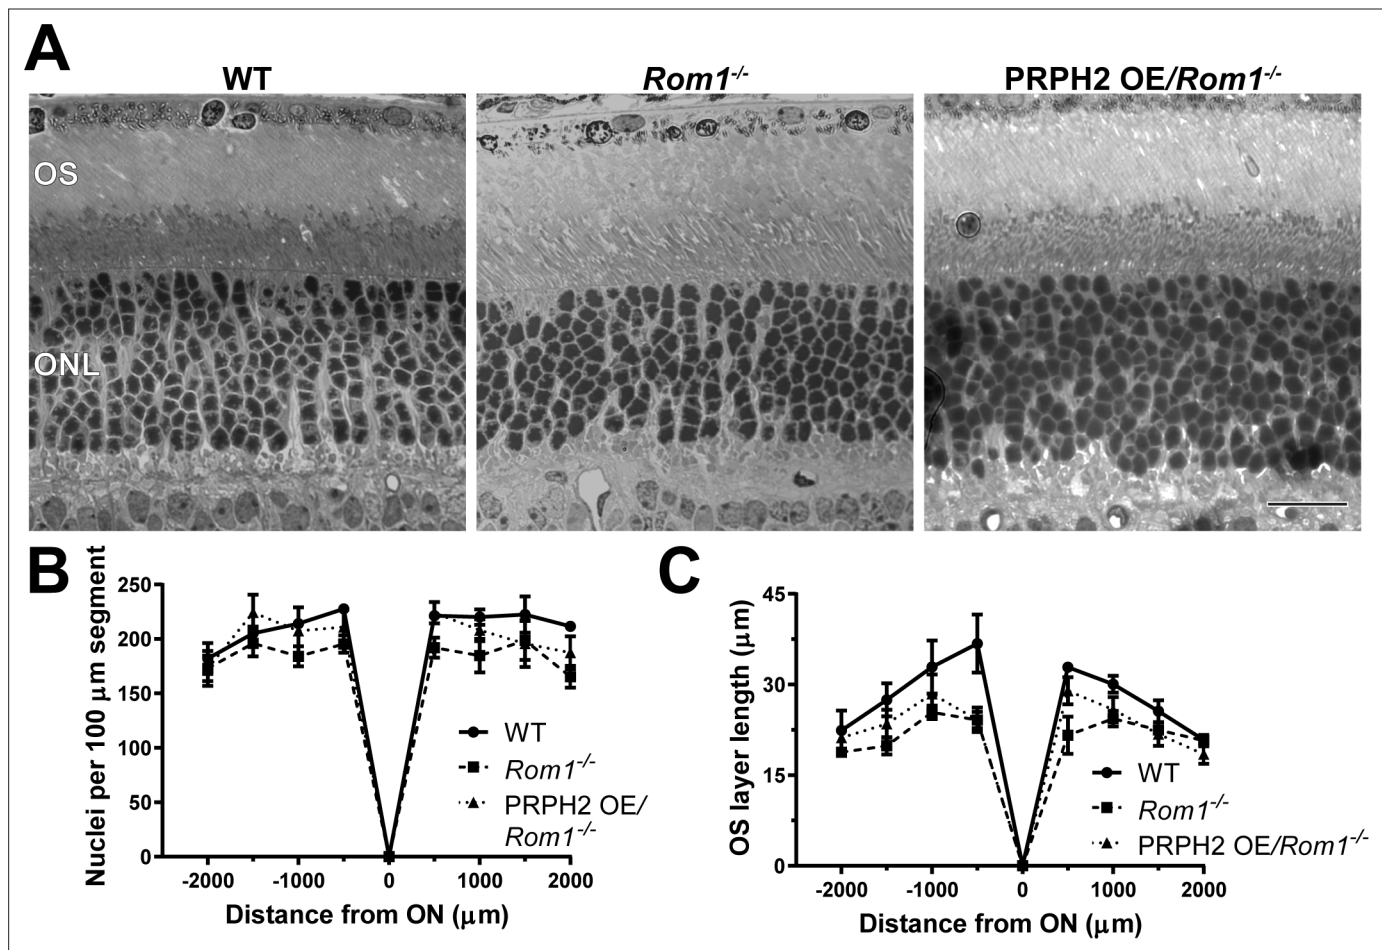 A
WT
Rom1-/-
PRPH2 OE/Rom1-/-
OS
ONL
B
Nuclei per 100 μm segment
250
200
150
100
50
0
-2000
-1000
0
1000
2000
Distance from ON (μm)
WT
Rom1-/-
PRPH2 OE/
Rom1-/-
C
OS layer length (μm)
45
30
15
0
-2000
-1000
0
1000
2000
Distance from ON (μm)
WT
Rom1-/-
PRPH2 OE/Rom1-/-